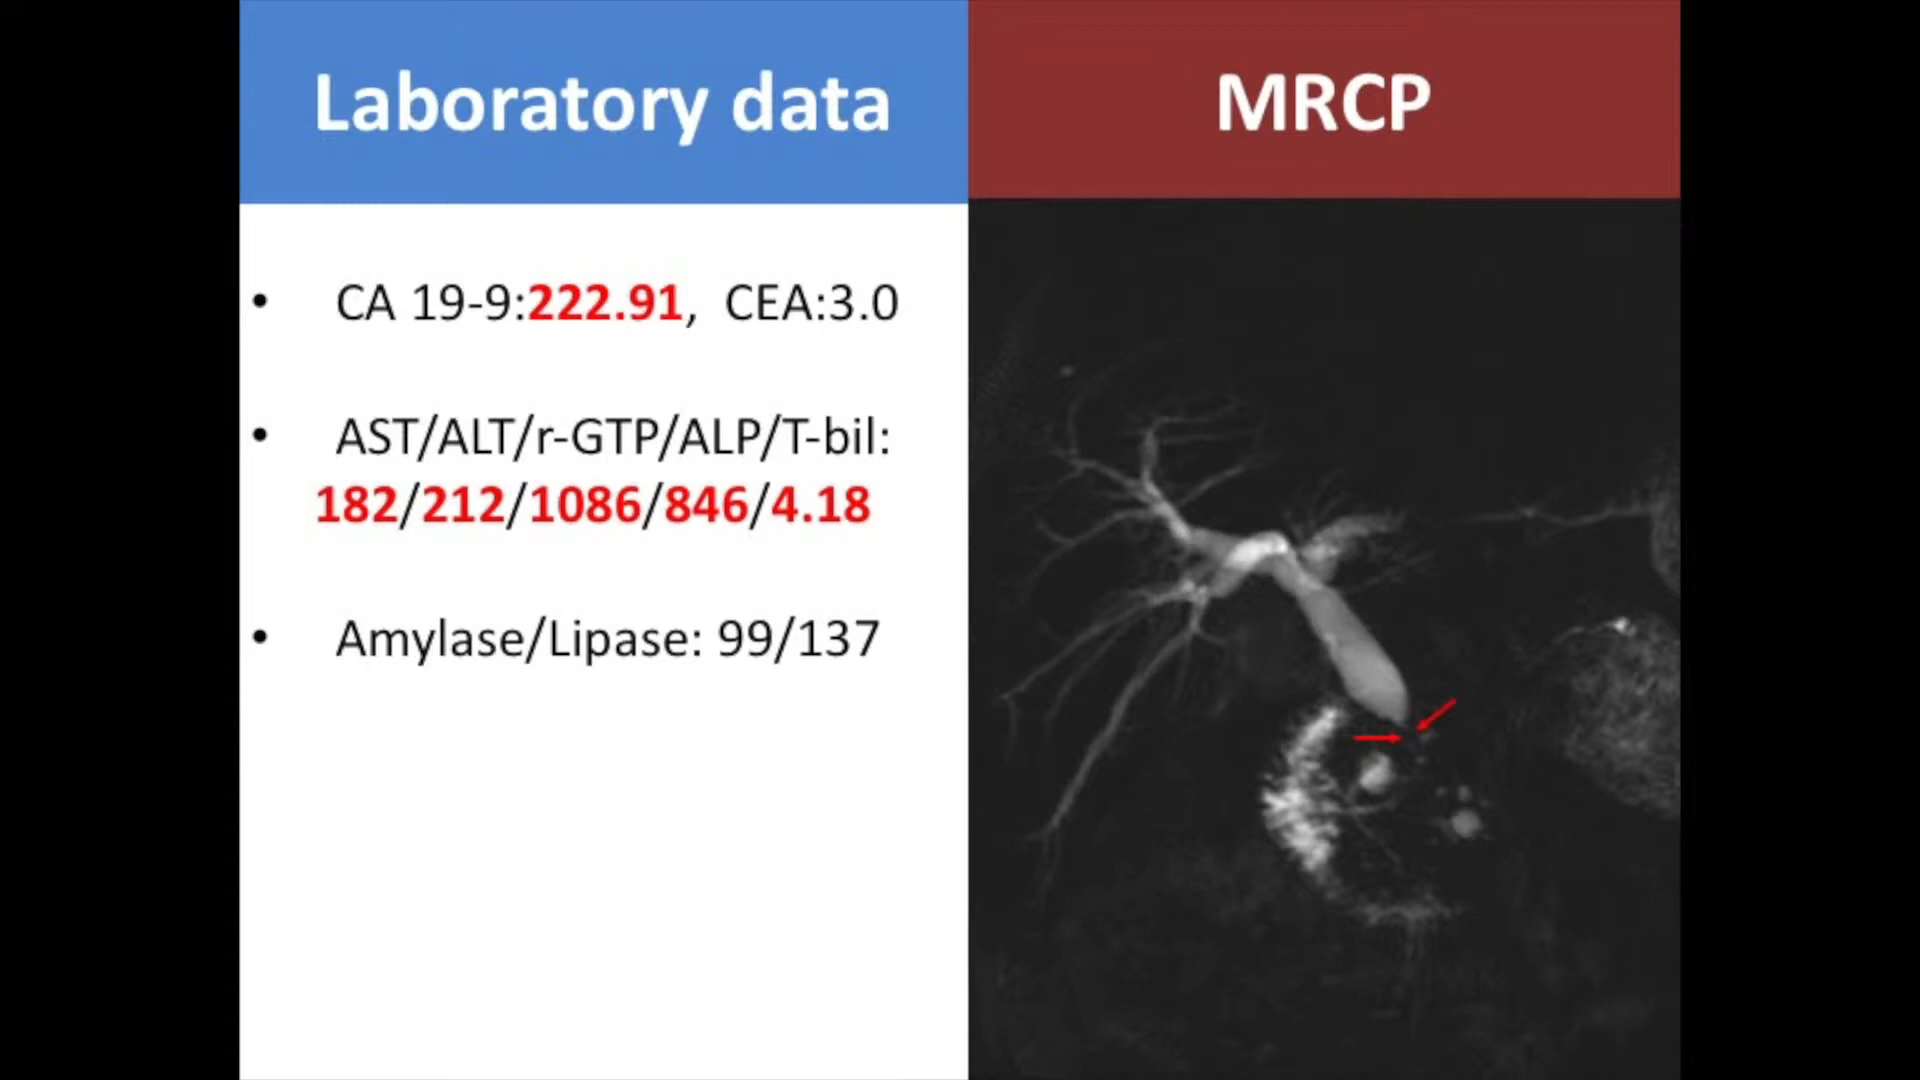 Laboratory data
MRCP
• CA 19-9:222.91, CEA:3.0
• AST/ALT/r-GTP/ALP/T-bil:
182/212/1086/846/4.18
• Amylase/Lipase: 99/137